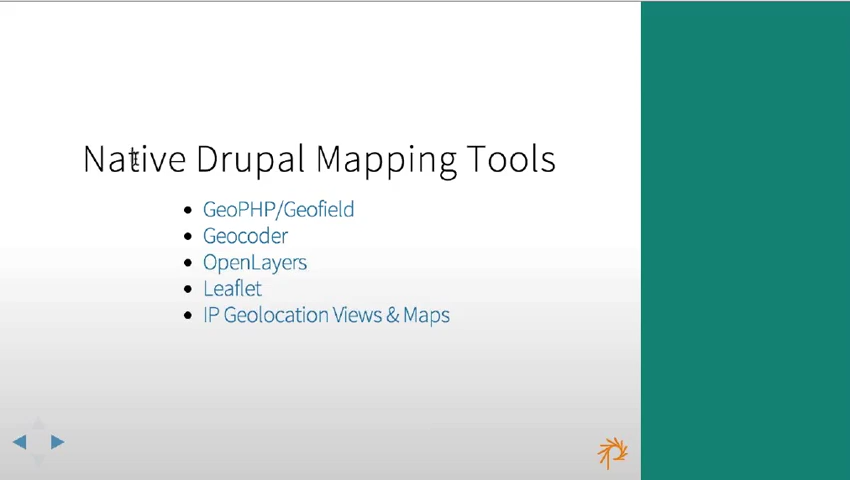 Native Drupal Mapping Tools
GeoPHP/Geofield
Geocoder
OpenLayers
Leaflet
IP Geolocation Views & Maps